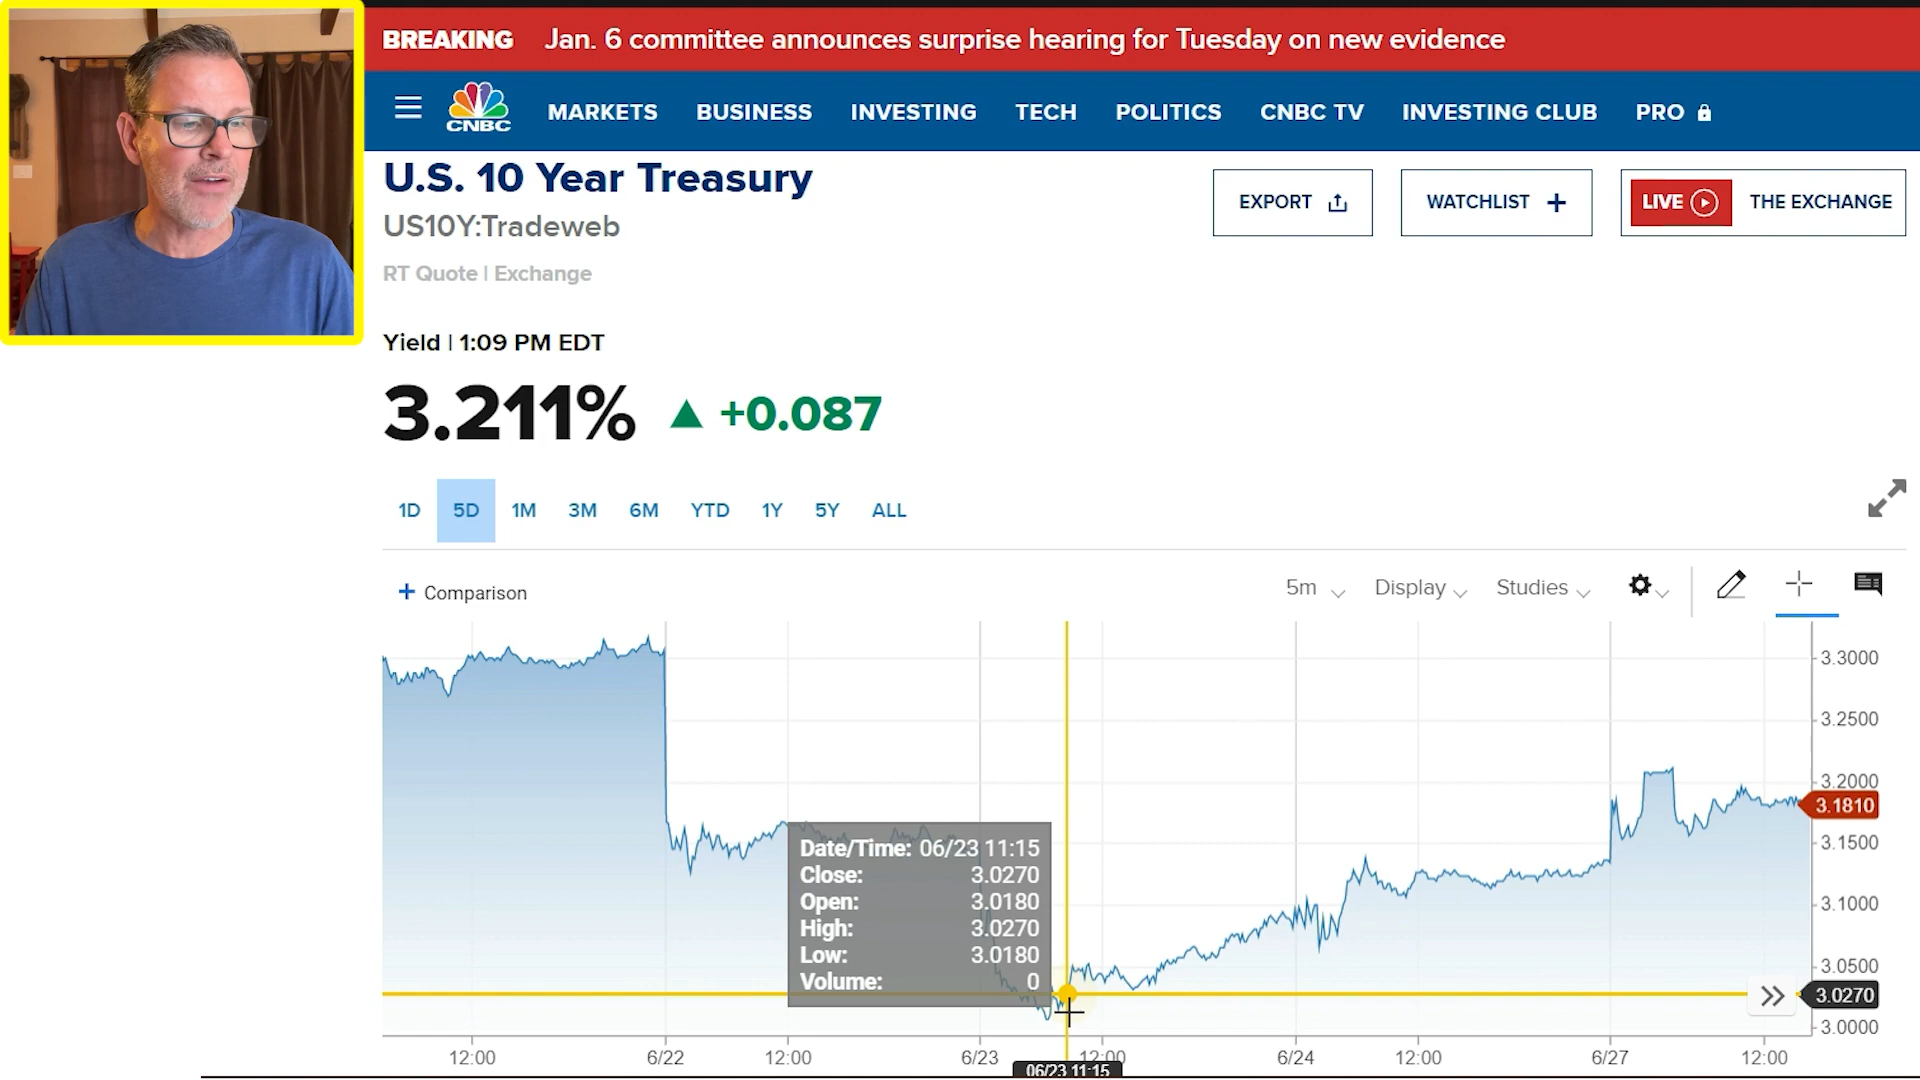 BREAKING Jan. 6 committee announces surprise hearing for Tuesday on new evidence
CNBC MARKETS BUSINESS INVESTING TECH POLITICS CNBC TV INVESTING CLUB PRO
U.S. 10 Year Treasury
US10Y:Tradeweb
EXPORT WATCHLIST + LIVE THE EXCHANGE
RT Quote | Exchange
Yield | 1:09 PM EDT
3.211% ▲ +0.087
1D 5D 1M 3M 6M YTD 1Y 5Y ALL
+ Comparison 5m Display Studies
3.3000
3.2500
3.2000
3.1810
3.1500
Date/Time: 06/23 11:15
Close: 3.0270
Open: 3.0180
High: 3.0270
Low: 3.0180
Volume: 0
3.1000
3.0500
3.0270
3.0000
12:00 6/22 12:00 6/23 12:00 6/24 12:00 6/27 12:00
06/23 11:15